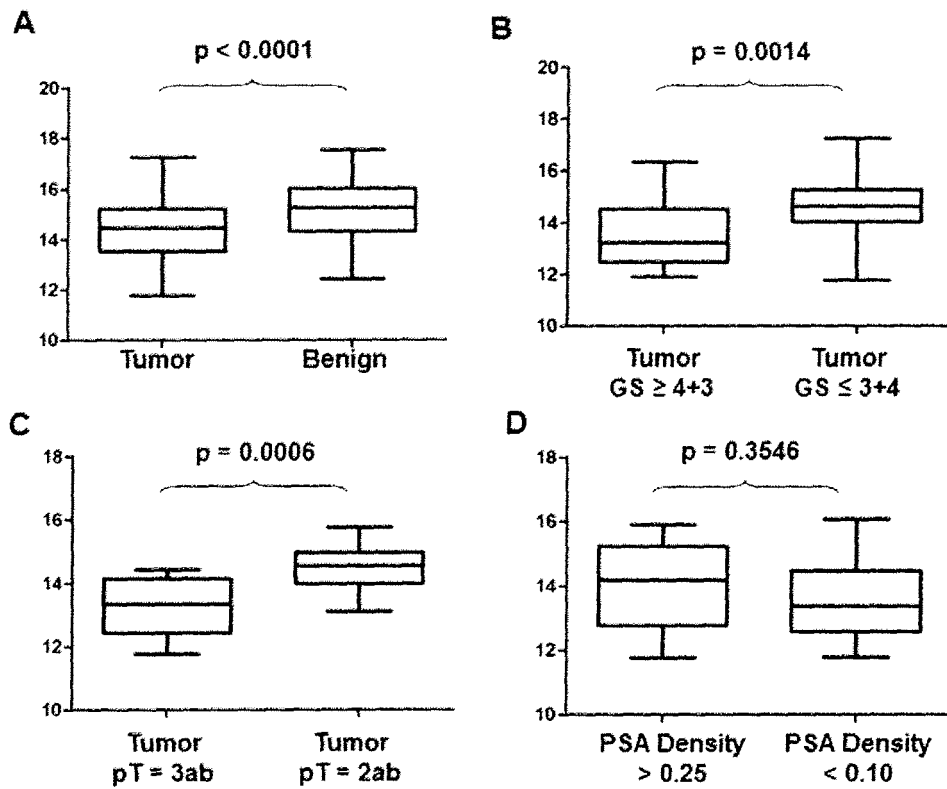 A
p < 0.0001
20
18
16
14
12
10
Tumor
Benign
B
p = 0.0014
20
18
16
14
12
10
Tumor
GS ≥ 4+3
Tumor
GS ≤ 3+4
C
p = 0.0006
18
16
14
12
10
Tumor
pT = 3ab
Tumor
pT = 2ab
D
p = 0.3546
18
16
14
12
10
PSA Density
> 0.25
PSA Density
< 0.10